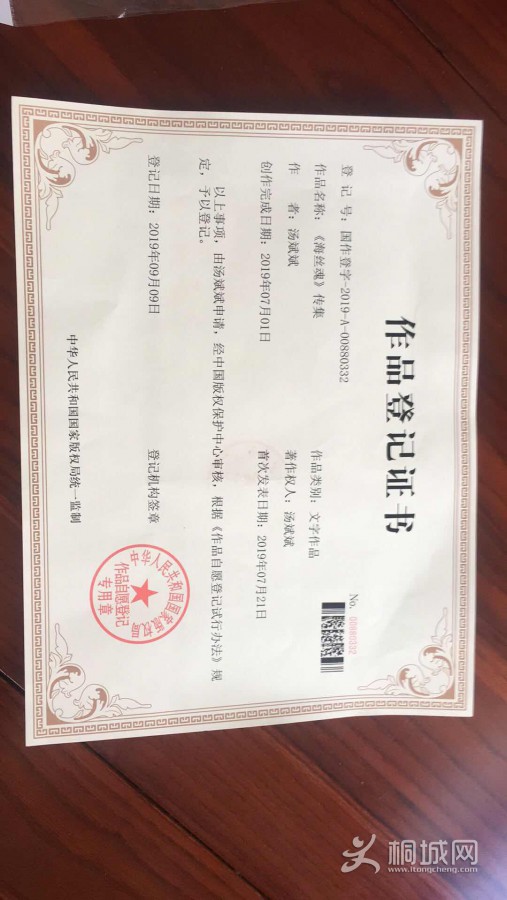 作品登记证书
No. 00880332
登 记 号：国作登字-2019-A-00880332
作品名称：《海丝魂》传集
作品类别：文字作品
作 者：汤斌斌
著作权人：汤斌斌
创作完成日期：2019年07月01日
首次发表日期：2019年07月21日
以上事项，由汤斌斌申请，经中国版权保护中心审核，根据《作品自愿登记试行办法》规
定，予以登记。
登记日期：2019年09月09日
登记机构签章
中华人民共和国国家版权局
作品自愿登记
专用章
中华人民共和国国家版权局统一监制
桐城网
www.itongcheng.com